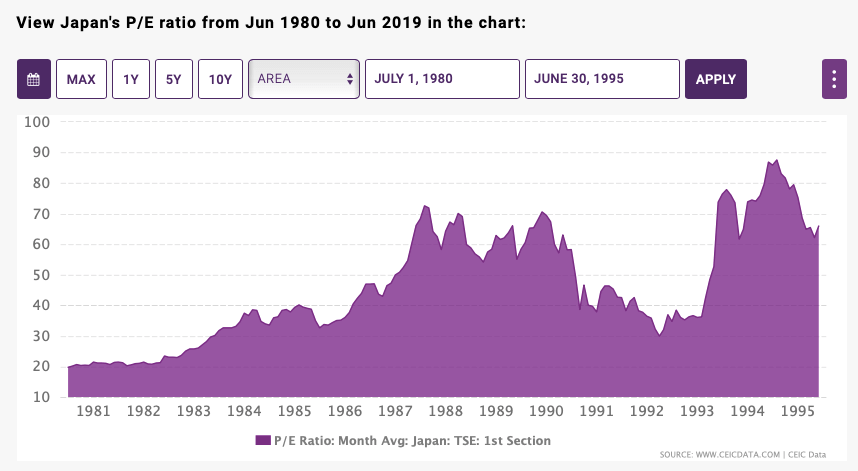 View Japan's P/E ratio from Jun 1980 to Jun 2019 in the chart:
MAX 1Y 5Y 10Y AREA JULY 1, 1980 JUNE 30, 1995 APPLY
100
90
80
70
60
50
40
30
20
10
1981 1982 1983 1984 1985 1986 1987 1988 1989 1990 1991 1992 1993 1994 1995
P/E Ratio: Month Avg: Japan: TSE: 1st Section
SOURCE: WWW.CEICDATA.COM | CEIC Data